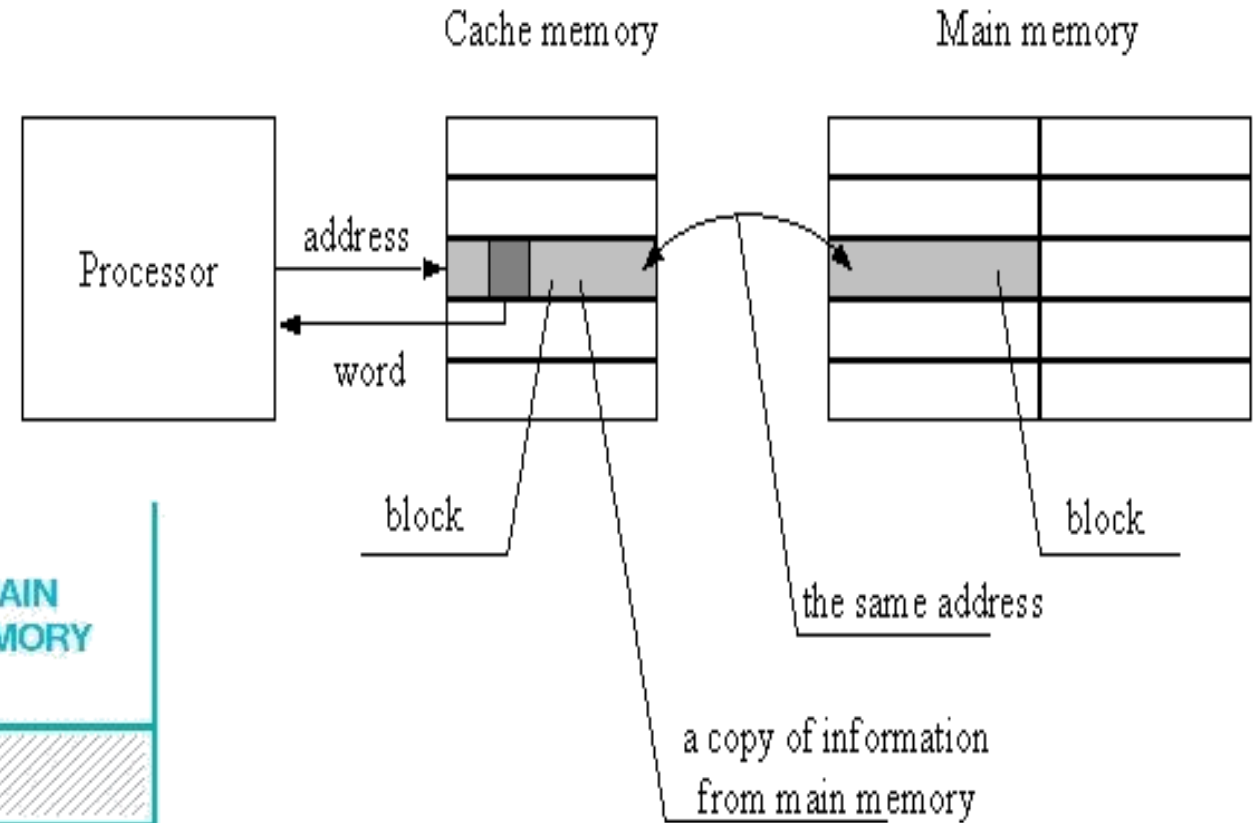 Cache memory
Main memory
Processor
address
word
block
block
the same address
a copy of information
from main memory
AIN
MORY